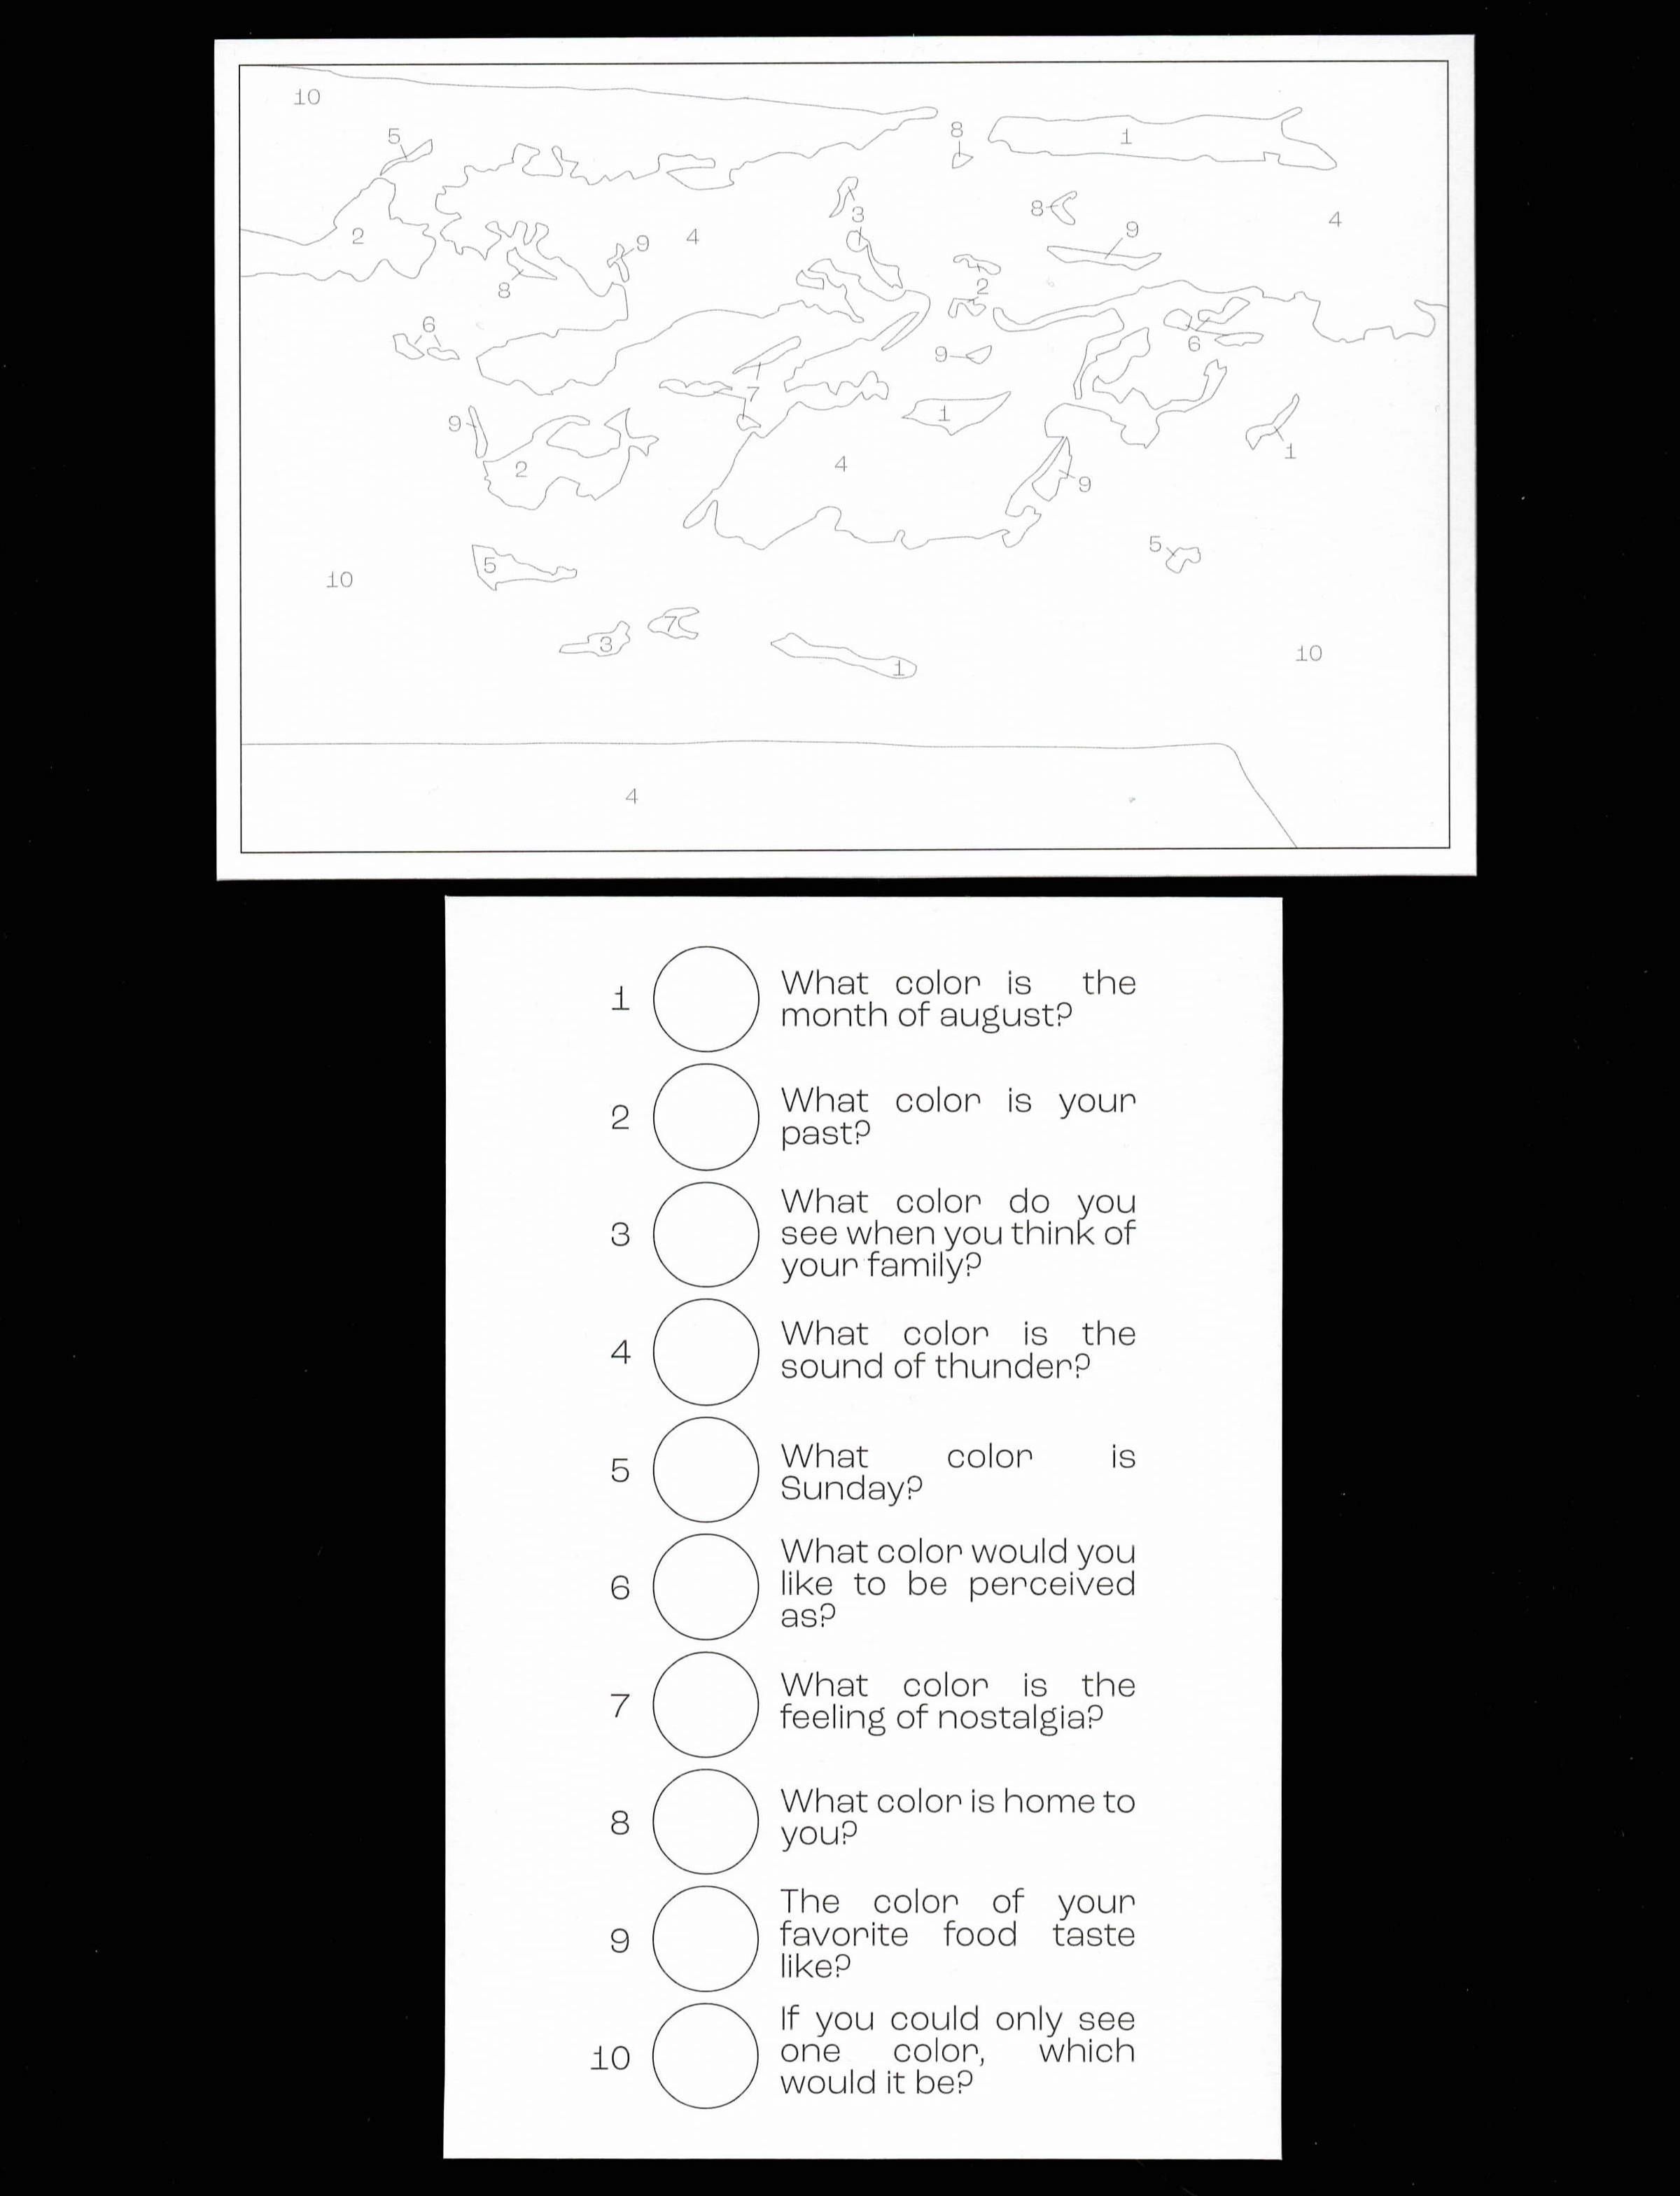 10
5
8
1
3
8
9
4
2
9
4
4
8
2
6
6
9
7
9
1
2
4
1
9
5
5
10
3
7
1
10
4
1 What color is the
month of august?
2 What color is your
past?
3 What color do you
see when you think of
your family?
4 What color is the
sound of thunder?
5 What color is
Sunday?
6 What color would you
like to be perceived
as?
7 What color is the
feeling of nostalgia?
8 What color is home to
you?
9 The color of your
favorite food taste
like?
10 If you could only see
one color, which
would it be?